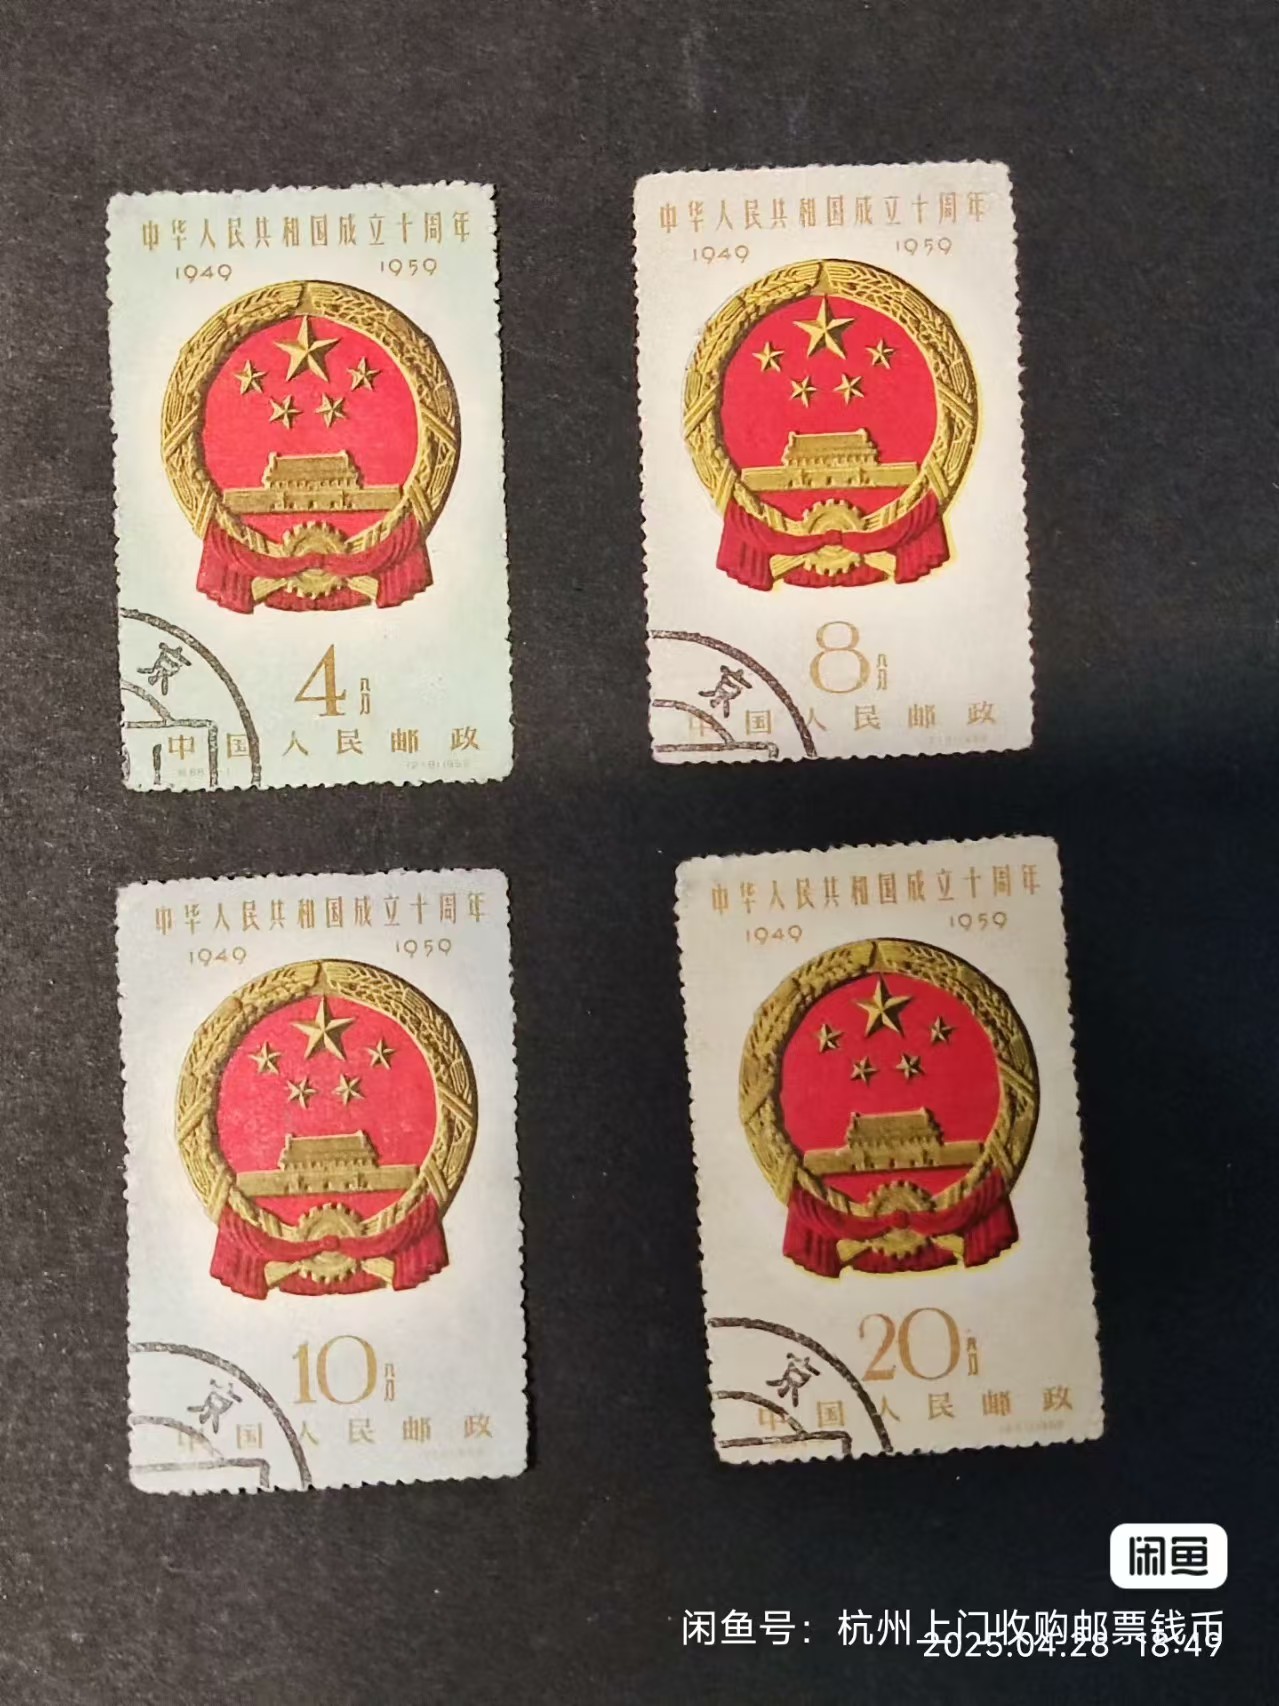 中华人民共和国成立十周年
1949 1959
京
4分
中国人民邮政
中华人民共和国成立十周年
1949 1959
京
8分
中国人民邮政
中华人民共和国成立十周年
1949 1959
京
10分
中国人民邮政
中华人民共和国成立十周年
1949 1959
京
20分
中国人民邮政
闲鱼
闲鱼号：杭州上门收购邮票钱币
2025.04.28 18:49